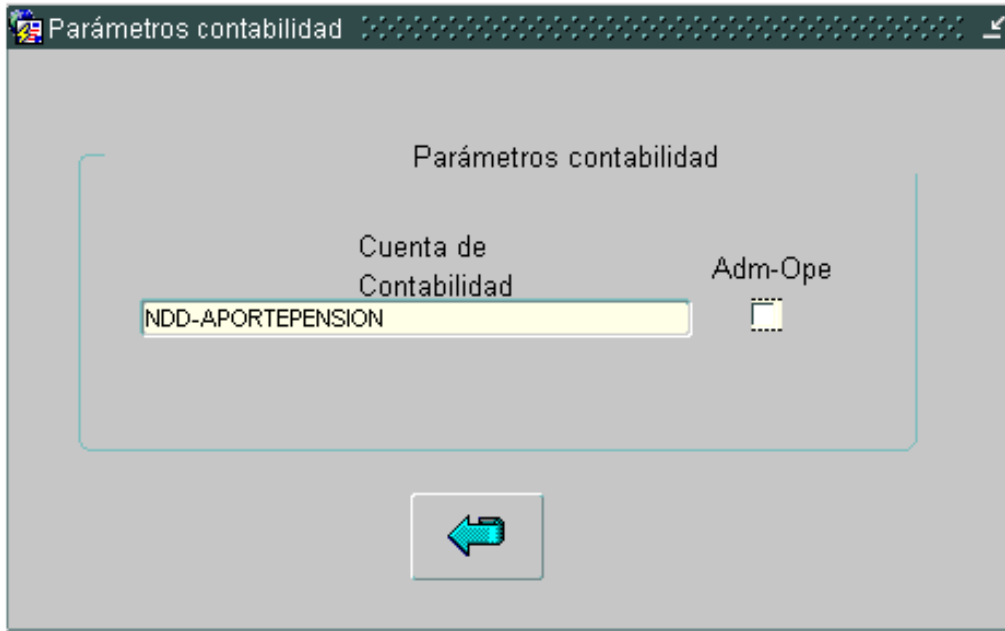 Parámetros contabilidad
Parámetros contabilidad
Cuenta de
Contabilidad
Adm-Ope
NDD-APORTEPENSION